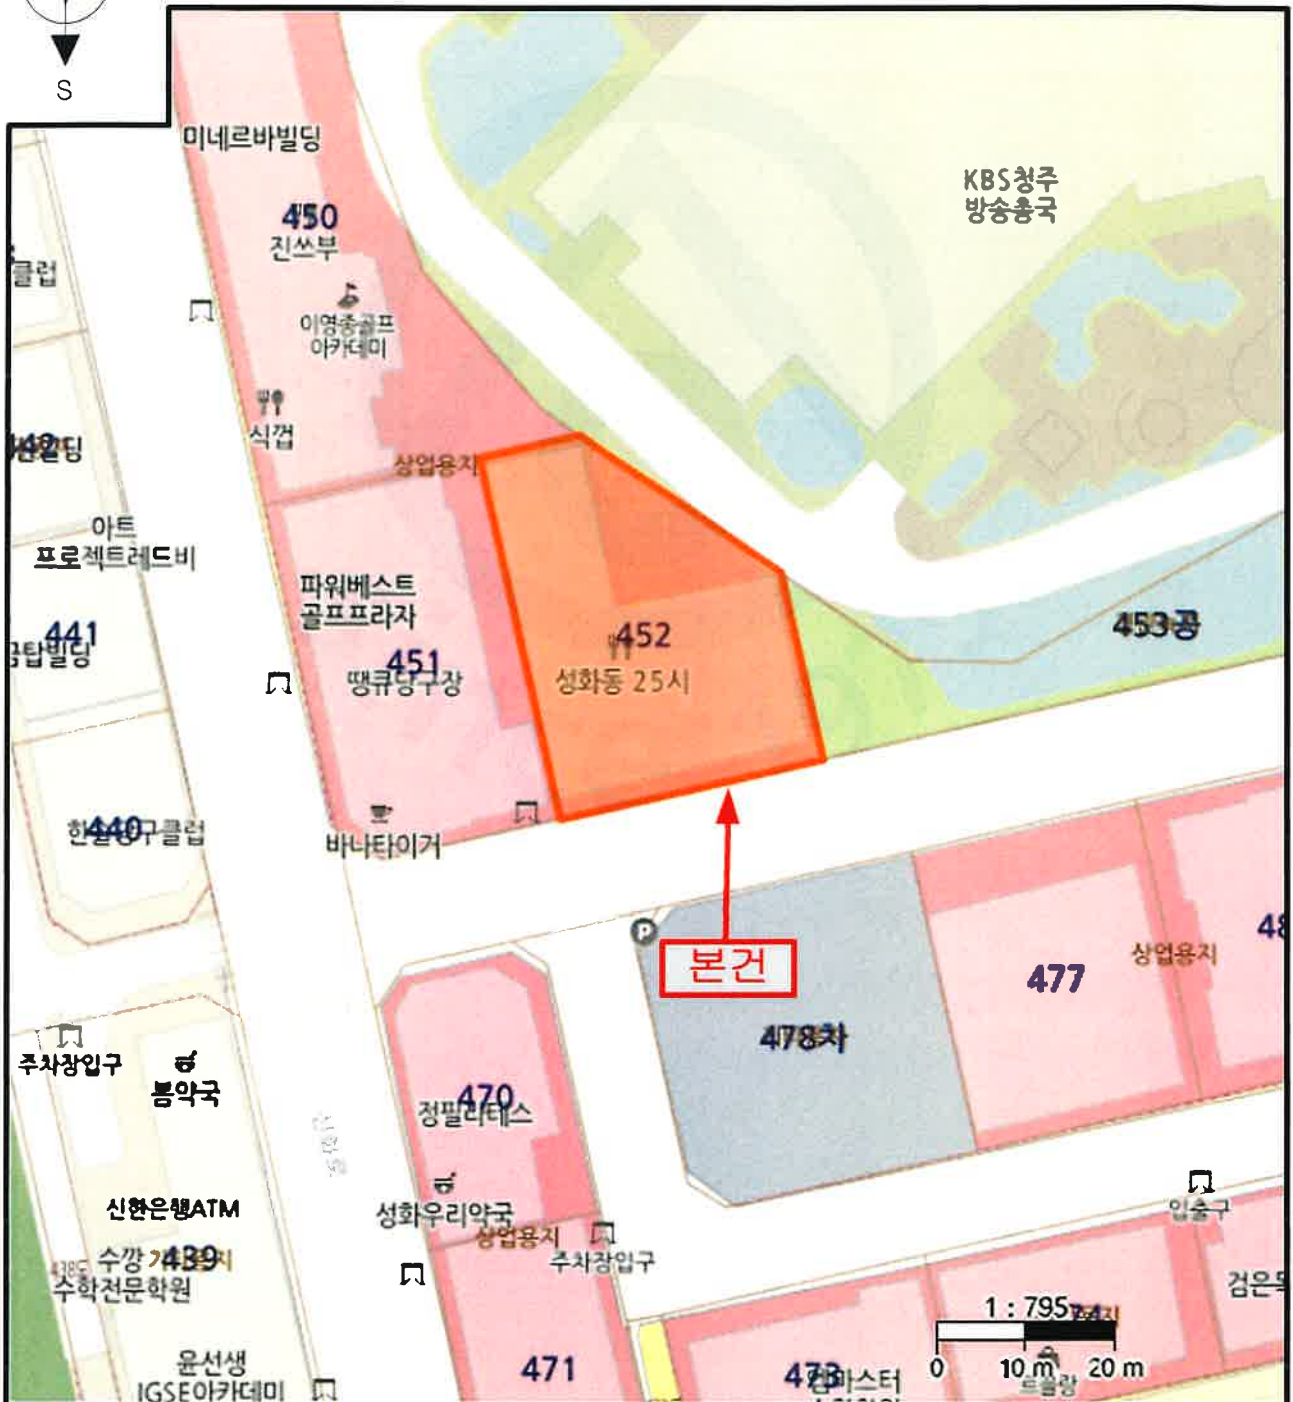 S
미네르바빌딩
KBS청주
방송총국
450
진쓰부
클럽
이영종골프
아카데미
식껍
상업용지
아트
프로젝트레드비
파워베스트
골프프라자
452
453공
441
451
성화동 25시
땡큐당구장
440
바나타이거
P
본건
상업용지
477
478차
주차장입구
봄약국
470
정필라테스
신한은행ATM
성화우리약국
입출구
상업용지
주차장입구
439
수깡
수학전문학원
1 : 795
윤선생
IGSE아카데미
471
473
0 10 m 20 m